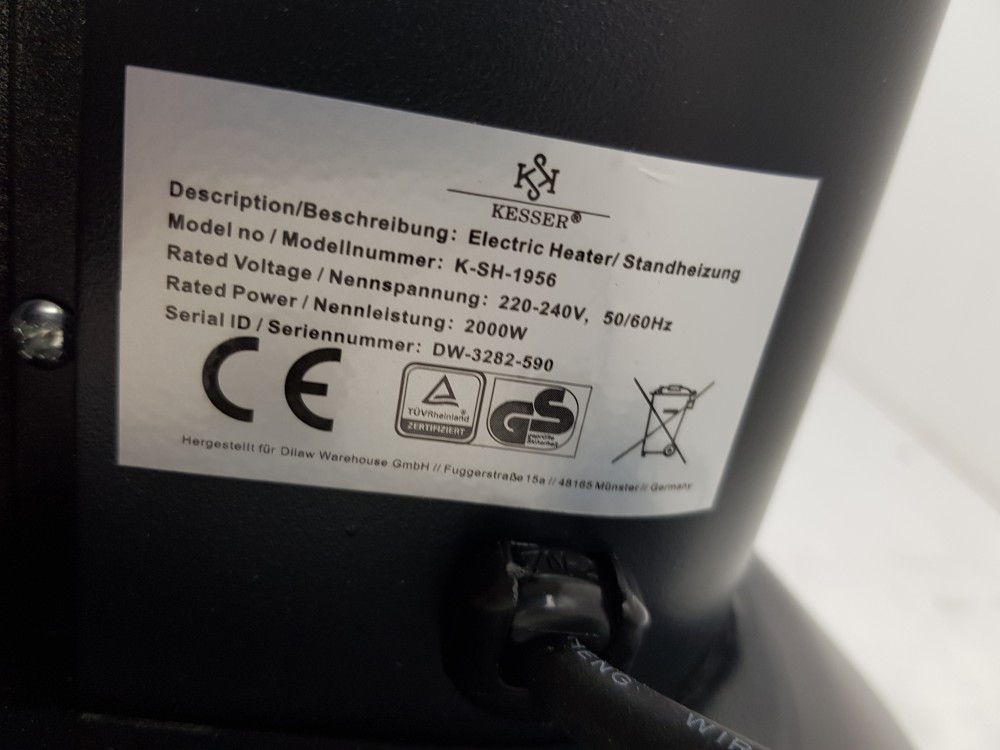 KESSER®
Description/Beschreibung: Electric Heater/ Standheizung
Model no / Modellnummer: K-SH-1956
Rated Voltage / Nennspannung: 220-240V, 50/60Hz
Rated Power / Nennleistung: 2000W
Serial ID / Seriennummer: DW-3282-590
CE
TÜVRheinland®
ZERTIFIZIERT
GS
geprüfte
Sicherheit
Hergestellt für Dilaw Warehouse GmbH // Fuggerstraße 15a // 48165 Münster // Germany